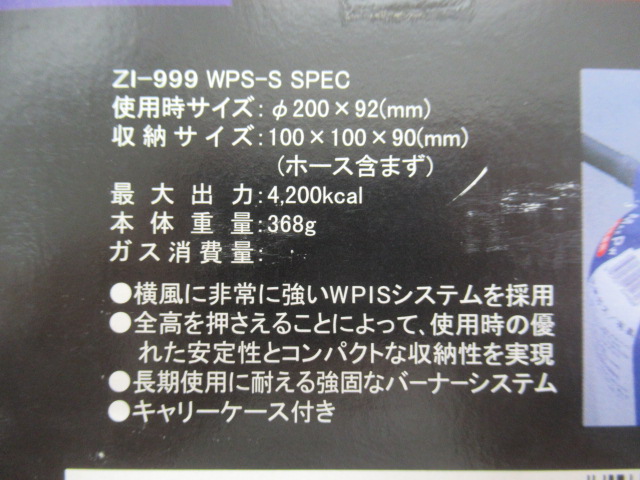 ZI-999 WPS-S SPEC
使用時サイズ: φ200×92(mm)
収納サイズ: 100×100×90(mm)
(ホース含まず)
最大出力: 4,200kcal
本体重量: 368g
ガス消費量:
●横風に非常に強いWPISシステムを採用
●全高を押さえることによって、使用時の優
れた安定性とコンパクトな収納性を実現
●長期使用に耐える強固なバーナーシステム
●キャリーケース付き